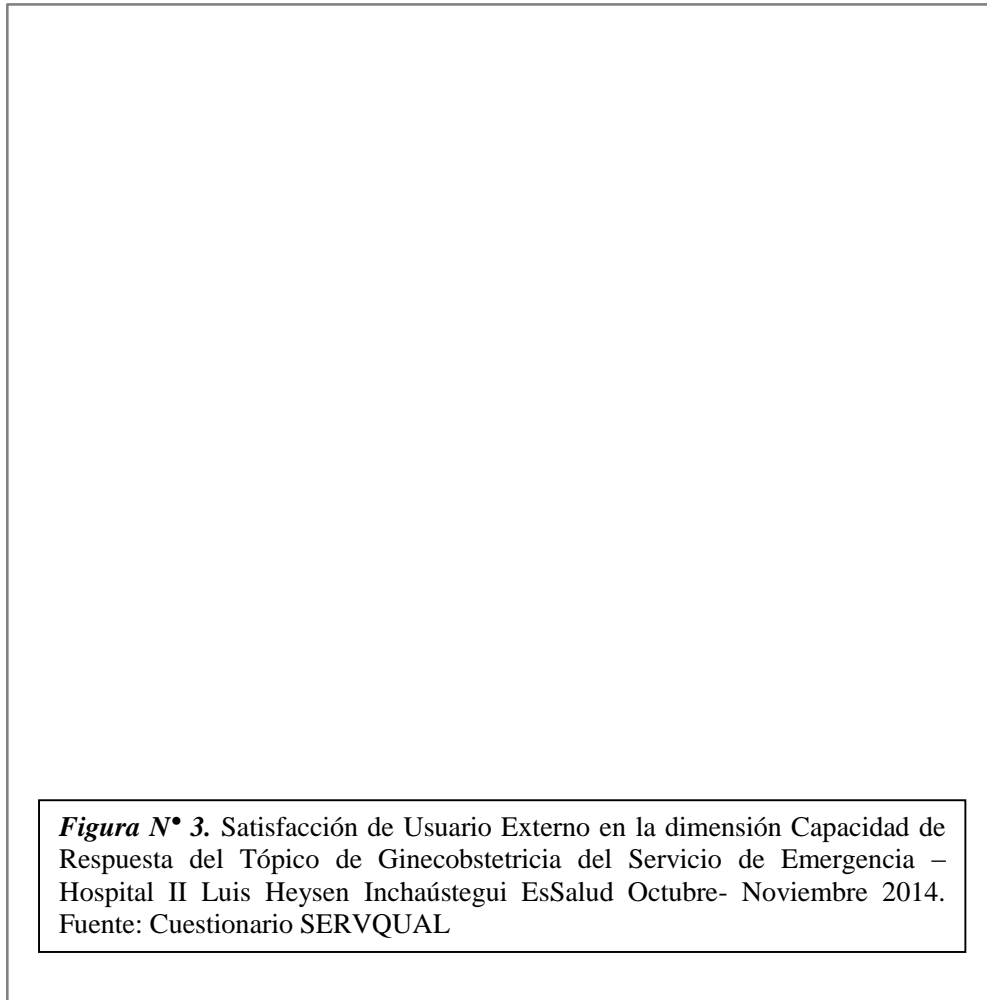 Figura N• 3. Satisfacción de Usuario Externo en la dimensión Capacidad de
Respuesta del Tópico de Ginecobstetricia del Servicio de Emergencia –
Hospital II Luis Heysen Inchaústegui EsSalud Octubre- Noviembre 2014.
Fuente: Cuestionario SERVQUAL